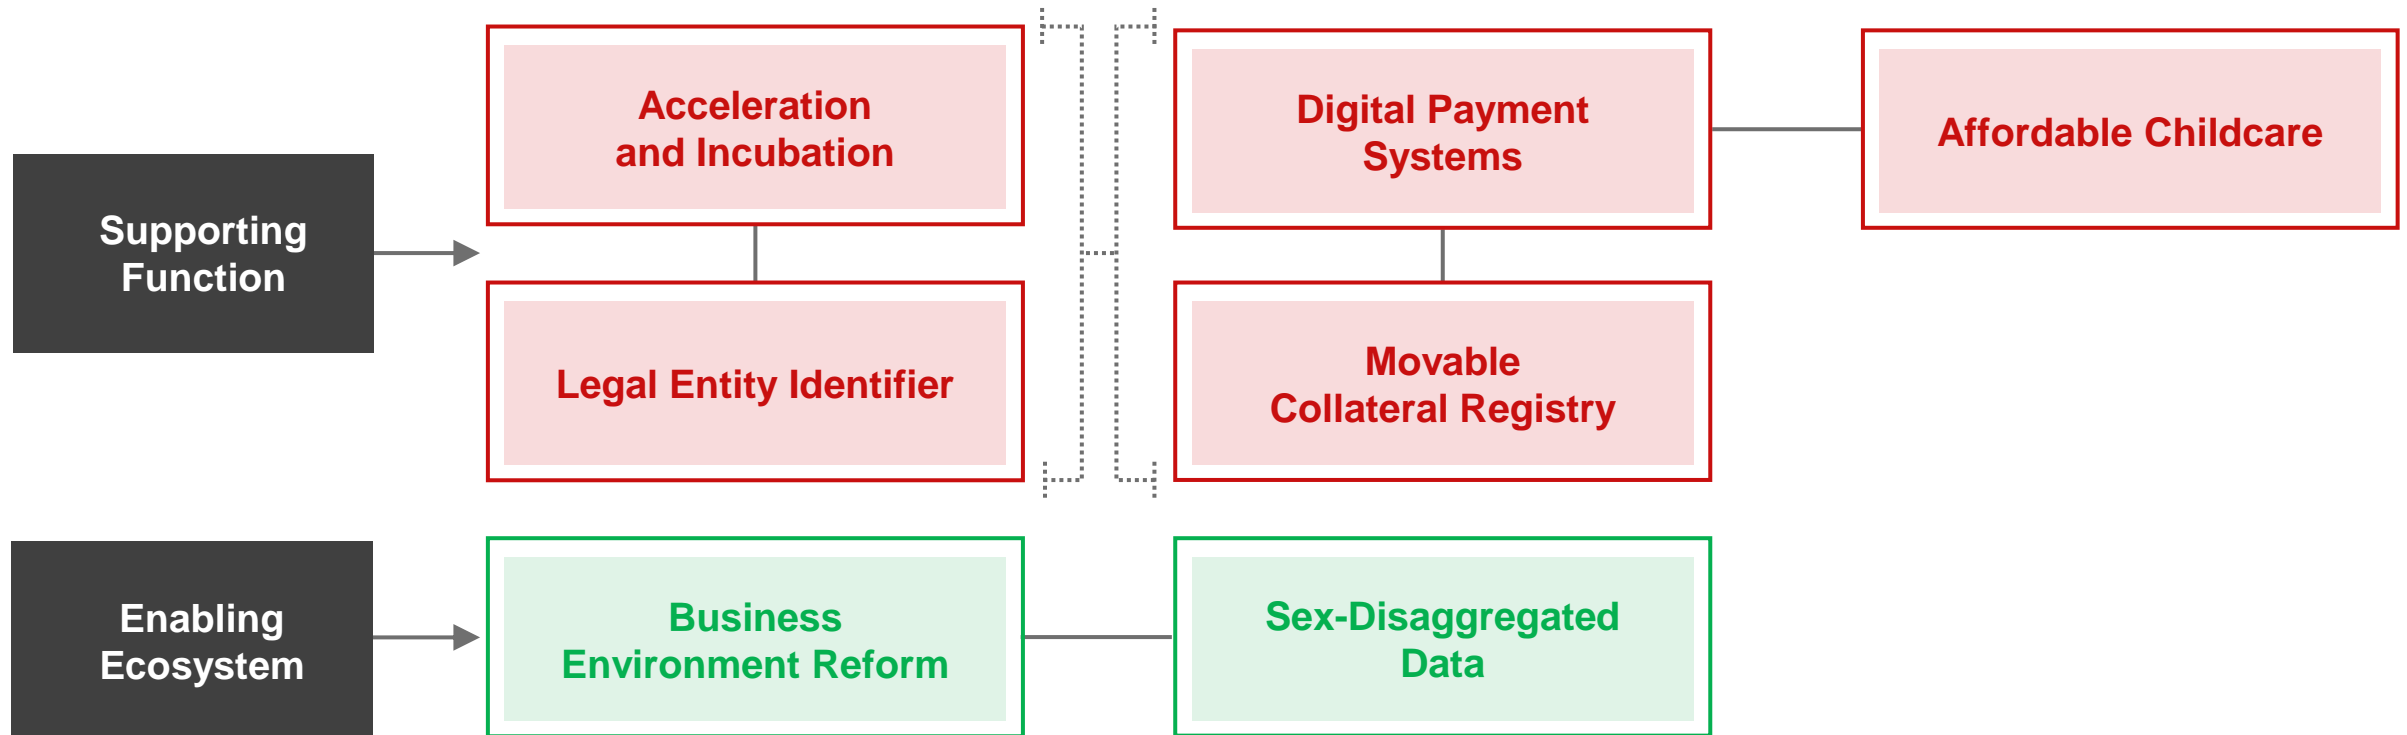 Supporting
Function
Acceleration
and Incubation
Digital Payment
Systems
Affordable Childcare
Legal Entity Identifier
Movable
Collateral Registry
Enabling
Ecosystem
Business
Environment Reform
Sex-Disaggregated
Data